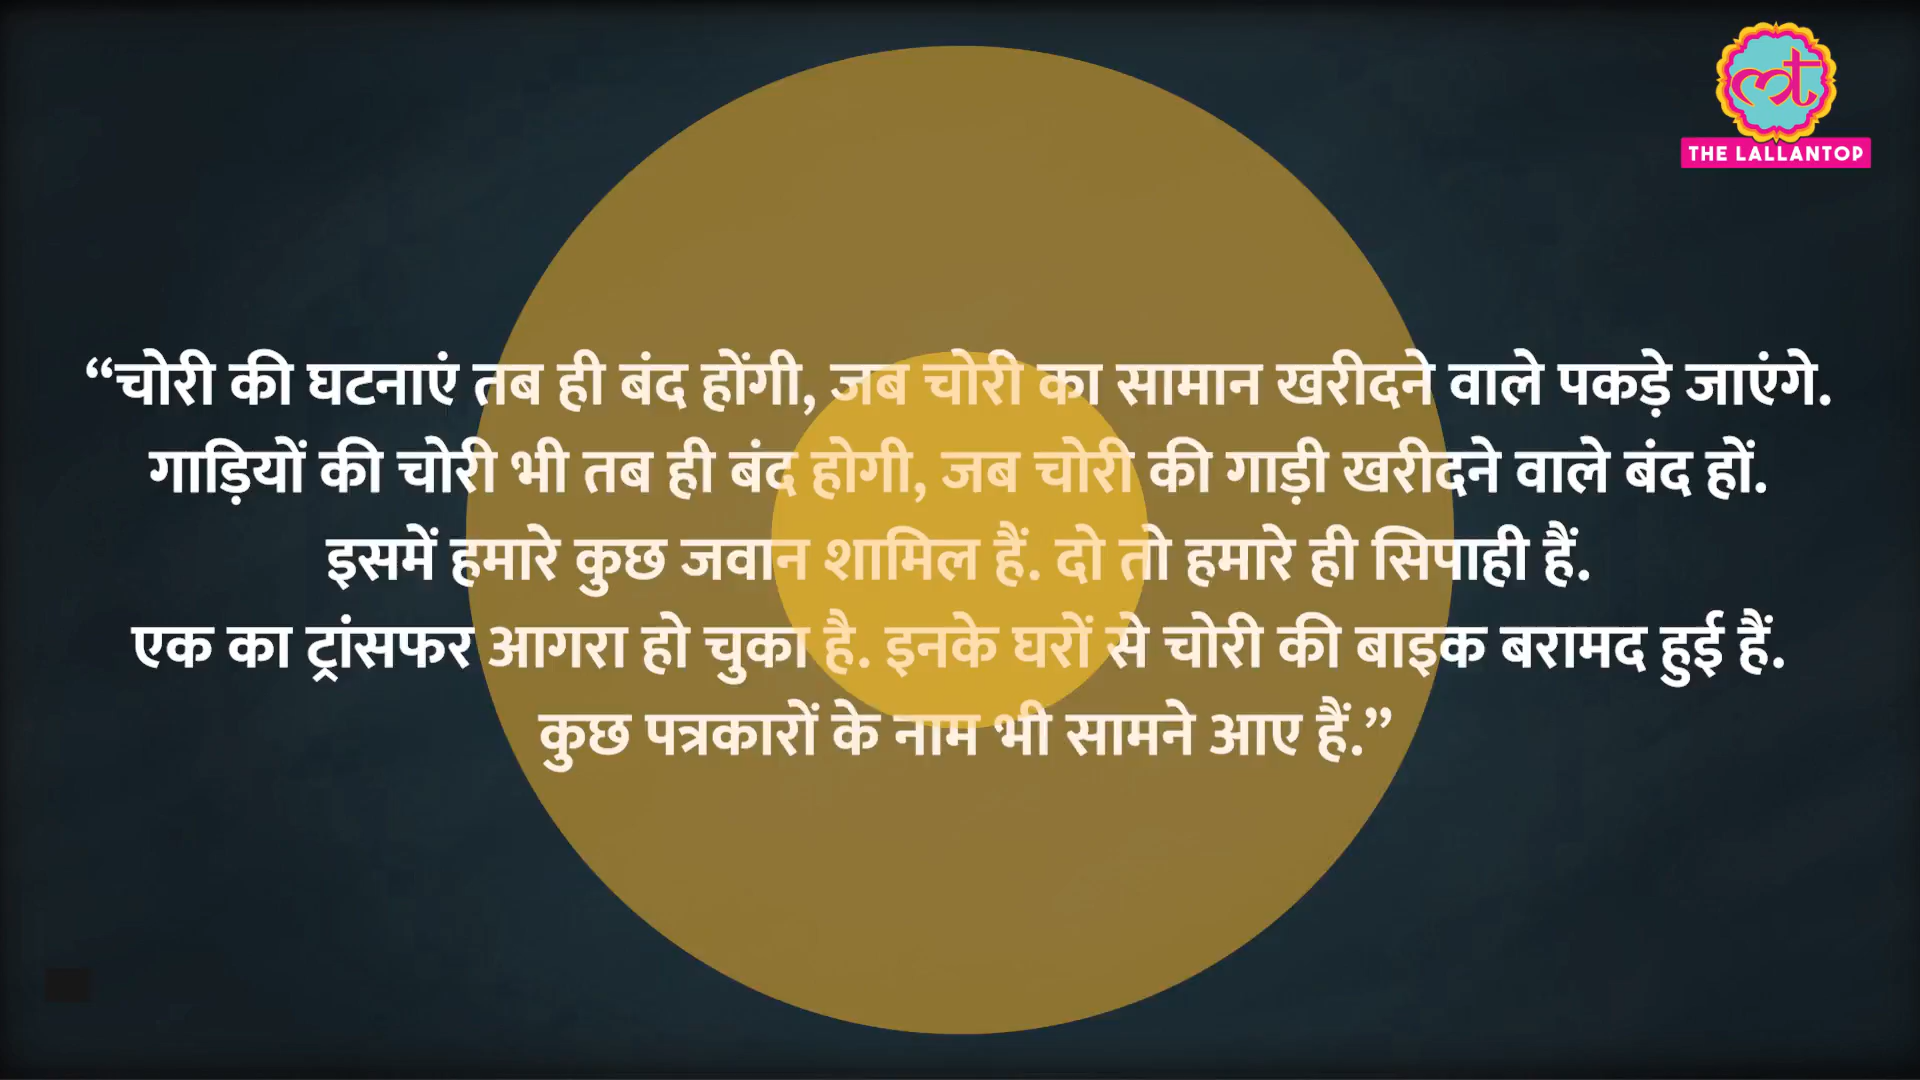 THE LALLANTOP
“चोरी की घटनाएं तब ही बंद होंगी, जब चोरी का सामान खरीदने वाले पकड़े जाएंगे.
गाड़ियों की चोरी भी तब ही बंद होगी, जब चोरी की गाड़ी खरीदने वाले बंद हों.
इसमें हमारे कुछ जवान शामिल हैं. दो तो हमारे ही सिपाही हैं.
एक का ट्रांसफर आगरा हो चुका है. इनके घरों से चोरी की बाइक बरामद हुई हैं.
कुछ पत्रकारों के नाम भी सामने आए हैं.”